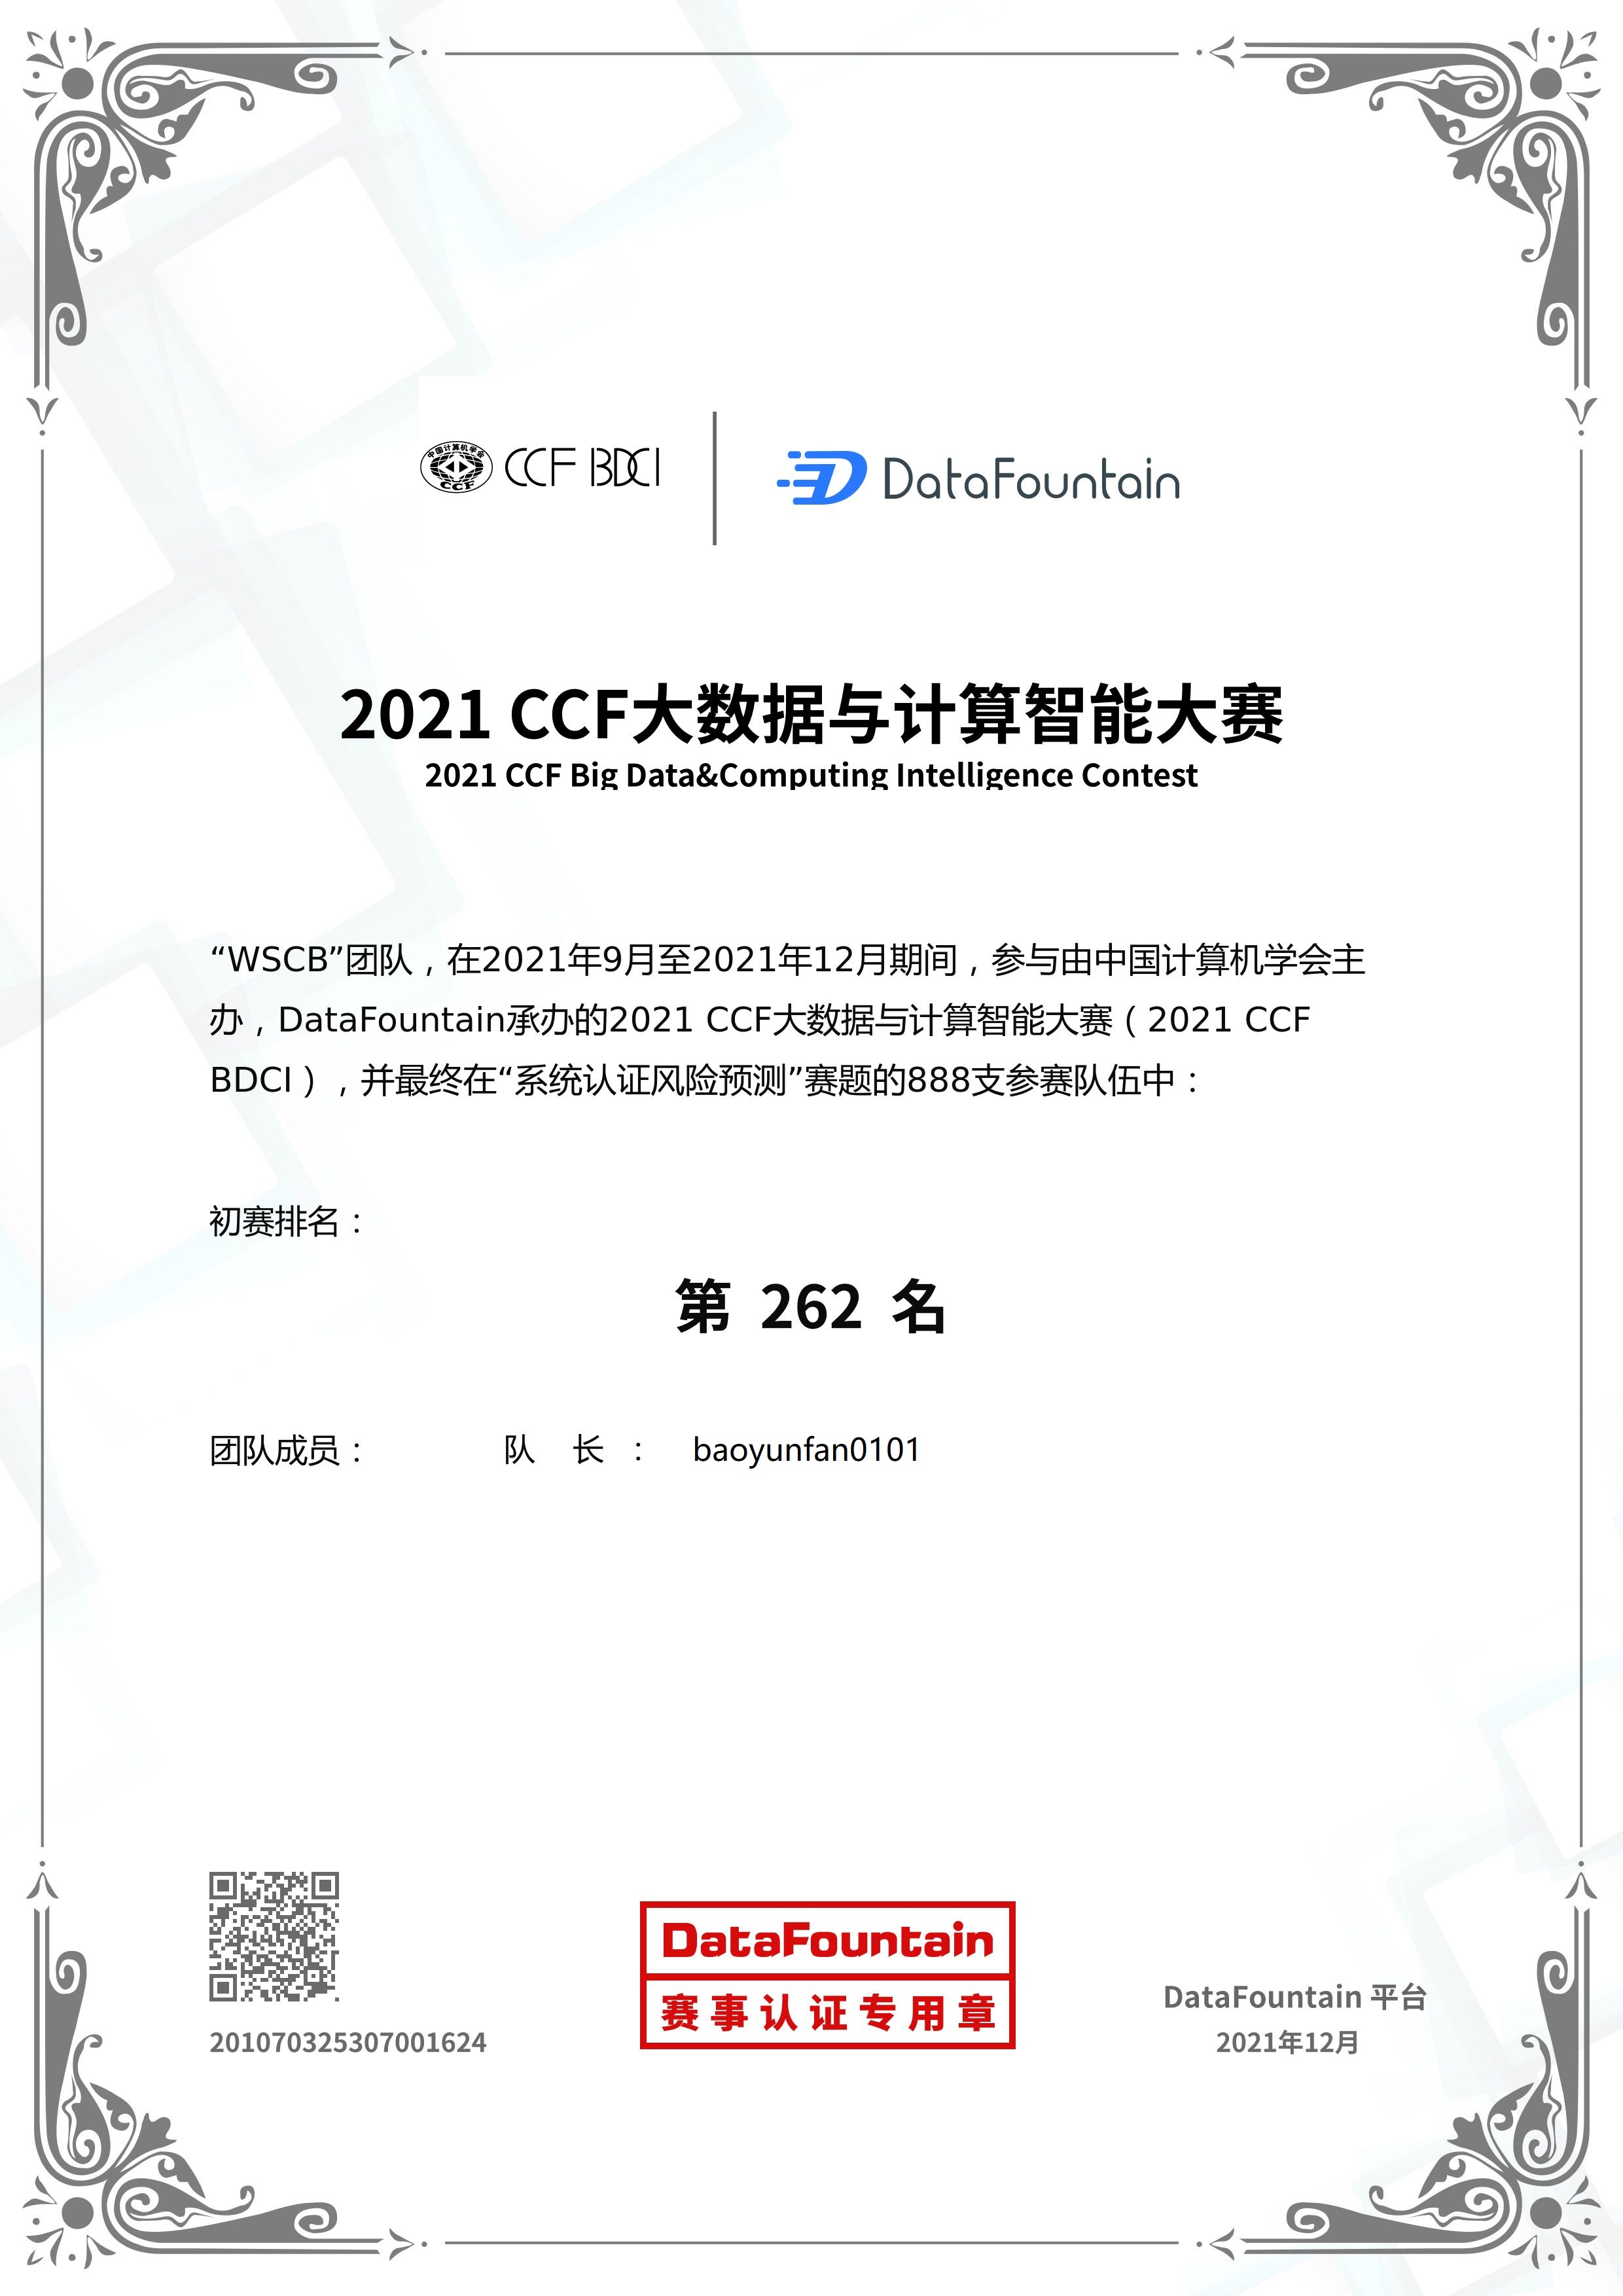 中国计算机学会
CCF
CCF BDCI
DataFountain
2021 CCF大数据与计算智能大赛
2021 CCF Big Data&Computing Intelligence Contest
“WSCB”团队，在2021年9月至2021年12月期间，参与由中国计算机学会主
办，DataFountain承办的2021 CCF大数据与计算智能大赛（2021 CCF
BDCI），并最终在“系统认证风险预测”赛题的888支参赛队伍中：
初赛排名：
第 262 名
团队成员： 队 长 ： baoyunfan0101
DataFountain
赛事认证专用章
201070325307001624
DataFountain 平台
2021年12月